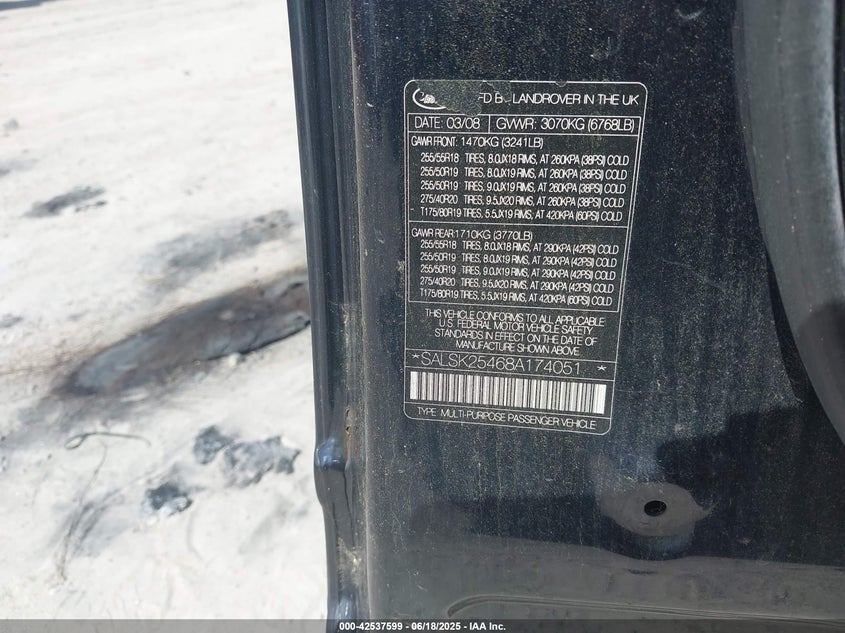 LANDROVER IN THE UK
DATE: 03/08 GVWR: 3070KG (6768LB)
GAWR FRONT: 1470KG (3241LB)
255/55R18 TIRES, 8.0JX18 RIMS, AT 260KPA (38PSI) COLD
255/50R19 TIRES, 8.0JX19 RIMS, AT 260KPA (38PSI) COLD
255/50R19 TIRES, 9.0JX19 RIMS, AT 260KPA (38PSI) COLD
275/40R20 TIRES, 9.5JX20 RIMS, AT 260KPA (38PSI) COLD
T175/80R19 TIRES, 5.5JX19 RIMS, AT 420KPA (60PSI) COLD
GAWR REAR: 1710KG (3770LB)
255/55R18 TIRES, 8.0JX18 RIMS, AT 290KPA (42PSI) COLD
255/50R19 TIRES, 8.0JX19 RIMS, AT 290KPA (42PSI) COLD
255/50R19 TIRES, 9.0JX19 RIMS, AT 290KPA (42PSI) COLD
275/40R20 TIRES, 9.5JX20 RIMS, AT 290KPA (42PSI) COLD
T175/80R19 TIRES, 5.5JX19 RIMS, AT 420KPA (60PSI) COLD
THIS VEHICLE CONFORMS TO ALL APPLICABLE
U.S. FEDERAL MOTOR VEHICLE SAFETY
STANDARDS IN EFFECT ON THE DATE OF
MANUFACTURE SHOWN ABOVE
*SALSK25468A174051 *
TYPE: MULTI-PURPOSE PASSENGER VEHICLE
000-42537599 - 06/18/2025 - IAA Inc.